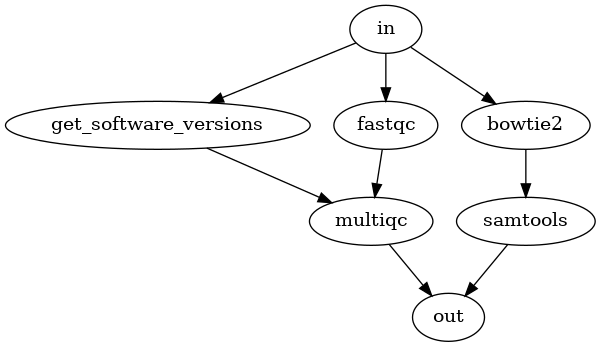 in
get_software_versions
fastqc
bowtie2
multiqc
samtools
out